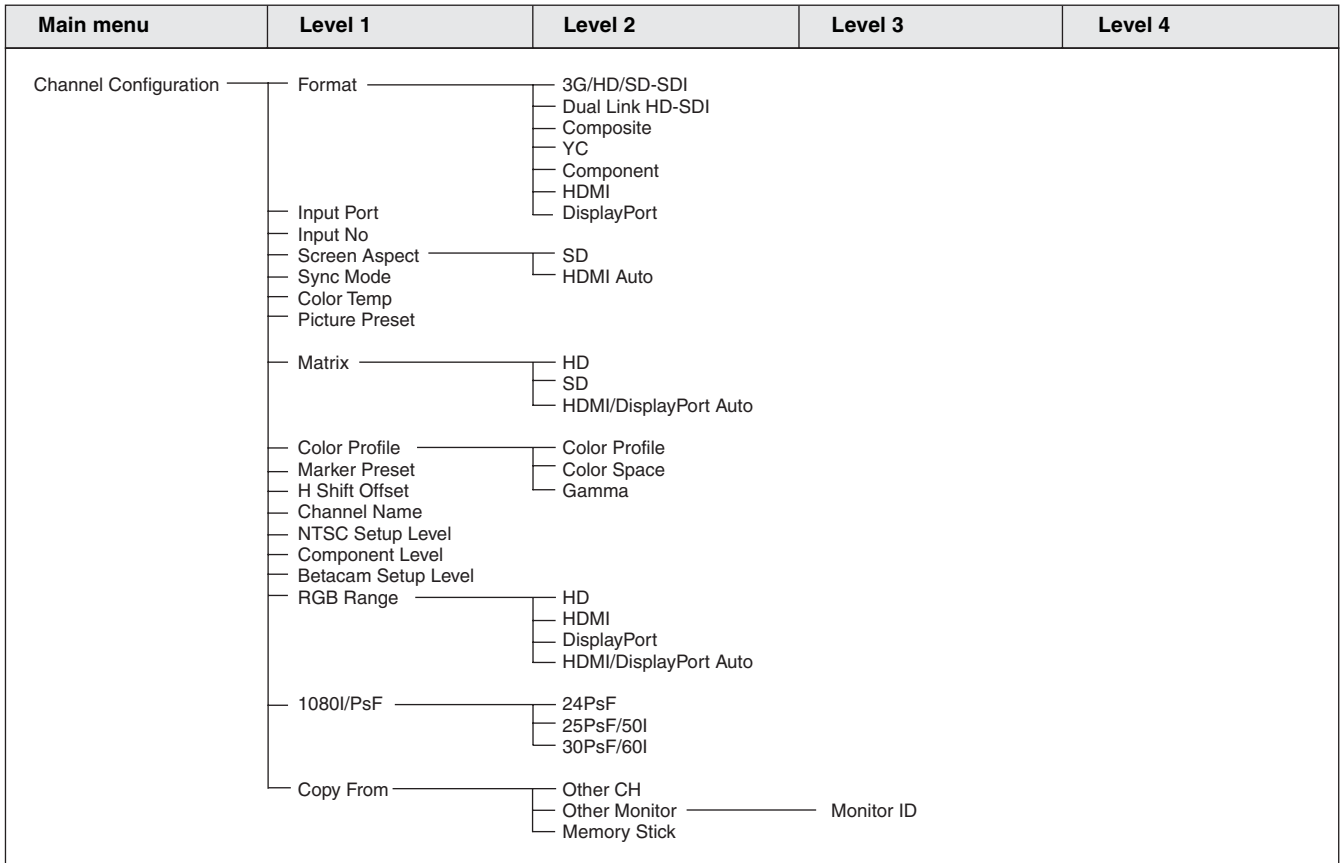 Main menu Level 1 Level 2 Level 3 Level 4
Channel Configuration Format 3G/HD/SD-SDI
Dual Link HD-SDI
Composite
YC
Component
HDMI
Input Port DisplayPort
Input No
Screen Aspect SD
Sync Mode HDMI Auto
Color Temp
Picture Preset
Matrix HD
SD
HDMI/DisplayPort Auto
Color Profile Color Profile
Marker Preset Color Space
H Shift Offset Gamma
Channel Name
NTSC Setup Level
Component Level
Betacam Setup Level
RGB Range HD
HDMI
DisplayPort
HDMI/DisplayPort Auto
1080I/PsF 24PsF
25PsF/50I
30PsF/60I
Copy From Other CH
Other Monitor Monitor ID
Memory Stick